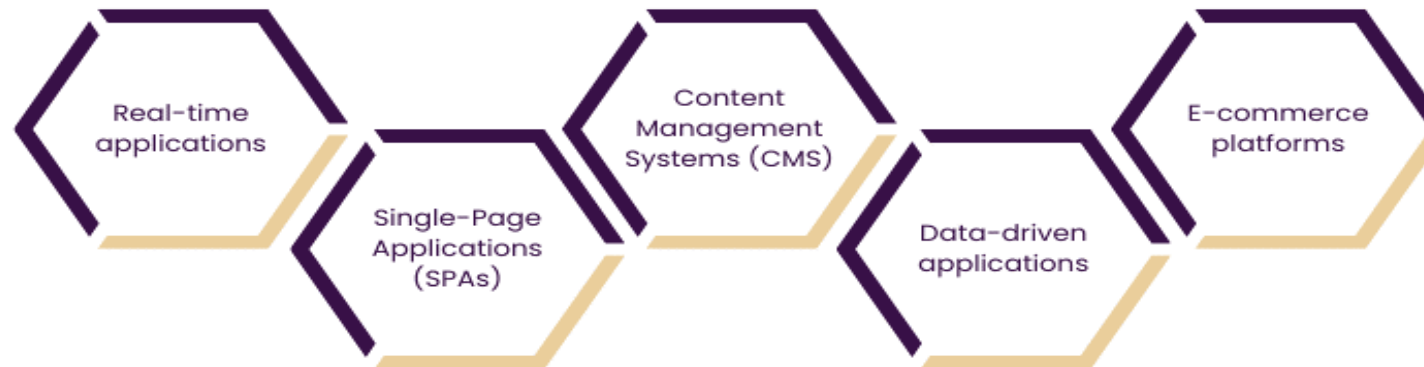 Real-time
applications
Single-Page
Applications
(SPAs)
Content
Management
Systems (CMS)
Data-driven
applications
E-commerce
platforms